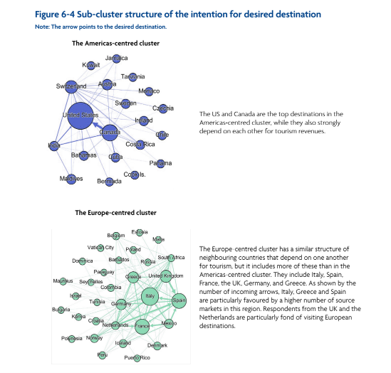 Figure 6-4 Sub-cluster structure of the intention for desired destination
Note: The arrow points to the desired destination.
The Americas-centred cluster
Jamaica
Kuwait
Tanzania
Switzerland
Austria
Mexico
Sweden
Czechia
United States
Ireland
Canada
Chile
Costa Rica
India
Bahamas
Cuba
Panama
Maldives
Cook Is.
Bermuda
The US and Canada are the top destinations in the
Americas-centred cluster, while they also strongly
depend on each other for tourism revenues.
The Europe-centred cluster
Belgium
Estonia
Malta
Vatican City
Poland
Dominica
Barbados
Russia
South Africa
Paraguay
Greece
United Kingdom
Mauritius
Seychelles
Colombia
Israel
Italy
Tunisia
Germany
Spain
Bulgaria
Kenya
Croatia
Netherlands
France
Mexico
Polynesia
Norway
Iceland
Denmark
Peru
Puerto Rico
The Europe-centred cluster has a similar structure of
neighbouring countries that depend on one another
for tourism, but it includes more of these than in the
Americas-centred cluster. They include Italy, Spain,
France, the UK, Germany, and Greece. As shown by the
number of incoming arrows, Italy, Greece and Spain
are particularly favoured by a higher number of source
markets in this region. Respondents from the UK and the
Netherlands are particularly fond of visiting European
destinations.